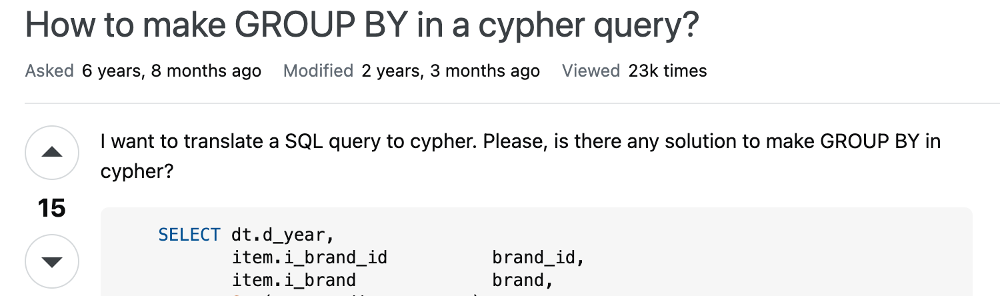 How to make GROUP BY in a cypher query?
Asked 6 years, 8 months ago Modified 2 years, 3 months ago Viewed 23k times
I want to translate a SQL query to cypher. Please, is there any solution to make GROUP BY in
cypher?
15
SELECT dt.d_year,
item.i_brand_id brand_id,
item.i_brand brand,